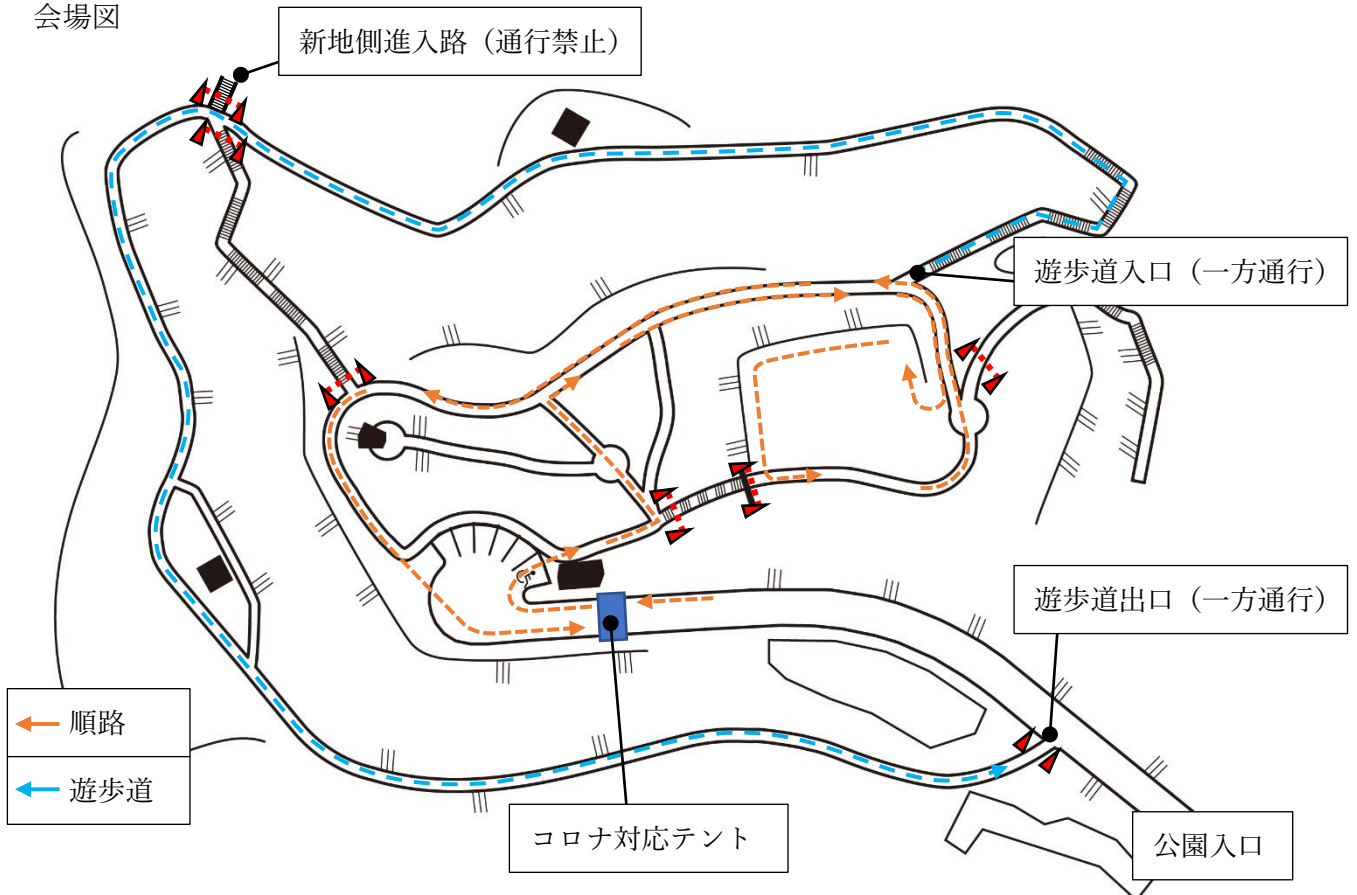 会場図
新地側進入路（通行禁止）
遊歩道入口（一方通行）
遊歩道出口（一方通行）
順路
遊歩道
コロナ対応テント
公園入口